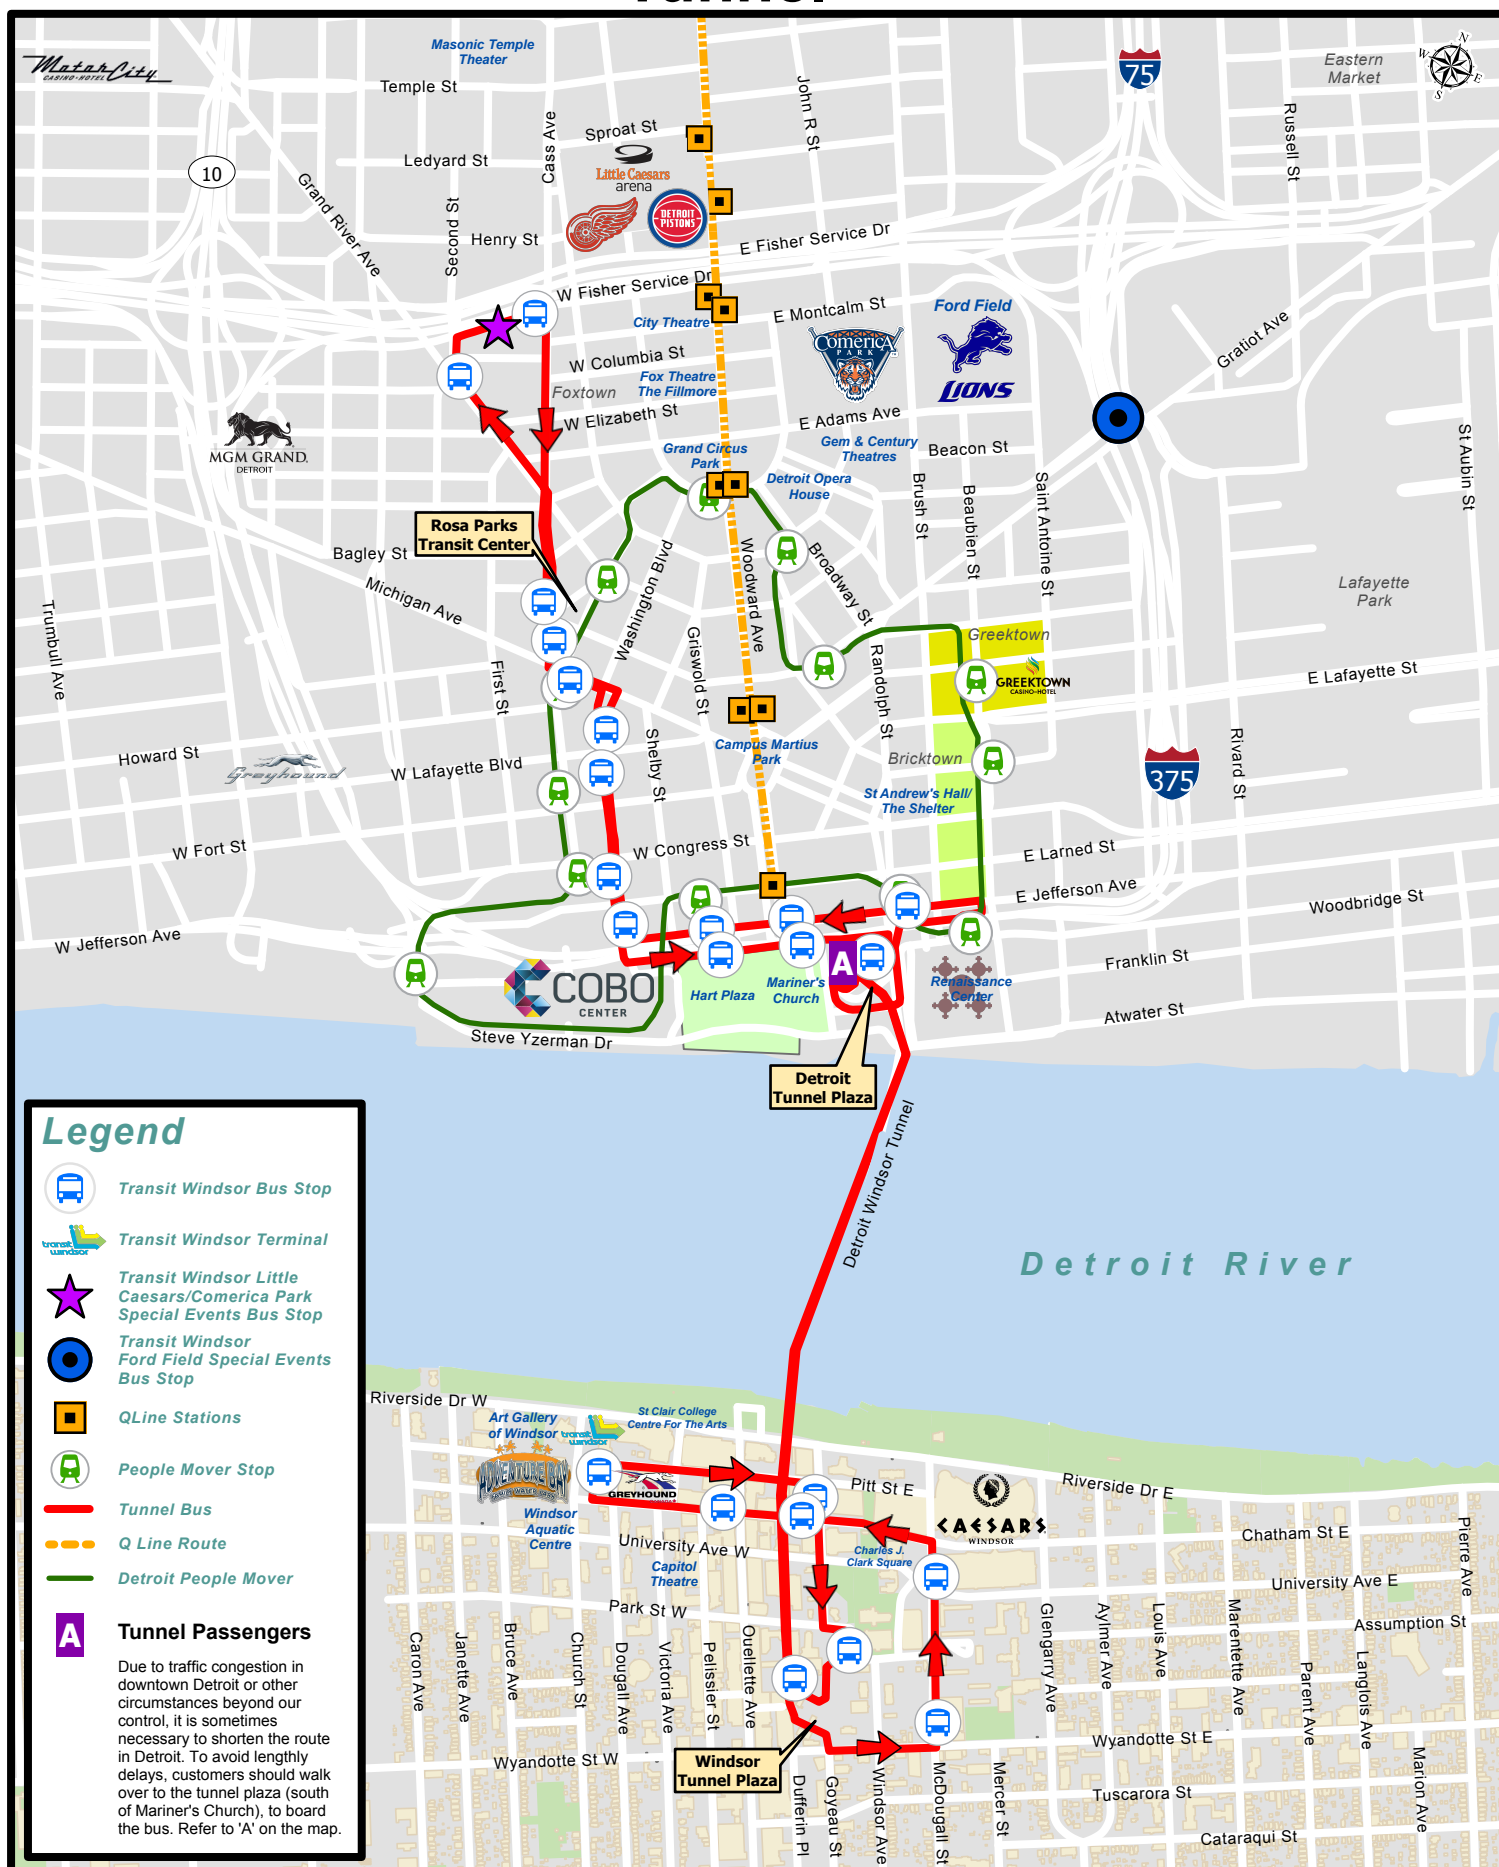 Tunnel
MotorCity
CASINO·HOTEL
Masonic Temple
Theater
Temple St
Cass Ave
Sproat St
John R St
75
Eastern
Market
N
W
E
S
Russell St
Ledyard St
Little Caesars
arena
10
Grand River Ave
Second St
Henry St
DETROIT
PISTONS
E Fisher Service Dr
W Fisher Service Dr
City Theatre
E Montcalm St
Ford Field
COMERICA
PARK
LIONS
Gratiot Ave
W Columbia St
Foxtown
Fox Theatre
The Fillmore
W Elizabeth St
E Adams Ave
MGM GRAND.
DETROIT
Grand Circus
Park
Gem & Century
Theatres
Beacon St
Detroit Opera
House
Brush St
Beaubien St
Saint Antoine St
St Aubin St
Rosa Parks
Transit Center
Bagley St
Michigan Ave
Washington Blvd
Woodward Ave
Broadway St
Lafayette
Park
Trumbull Ave
First St
Griswold St
Randolph St
Greektown
GREEKTOWN
CASINO-HOTEL
E Lafayette St
Howard St
Greyhound
W Lafayette Blvd
Shelby St
Campus Martius
Park
Bricktown
375
Rivard St
St Andrew's Hall/
The Shelter
W Fort St
W Congress St
E Larned St
E Jefferson Ave
Woodbridge St
W Jefferson Ave
COBO
CENTER
Hart Plaza
Mariner's
Church
A
Renaissance
Center
Franklin St
Atwater St
Steve Yzerman Dr
Detroit
Tunnel Plaza
Detroit Windsor Tunnel
Detroit River
Legend
Transit Windsor Bus Stop
transit
windsor
Transit Windsor Terminal
Transit Windsor Little
Caesars/Comerica Park
Special Events Bus Stop
Transit Windsor
Ford Field Special Events
Bus Stop
QLine Stations
People Mover Stop
Tunnel Bus
Q Line Route
Detroit People Mover
A
Tunnel Passengers
Due to traffic congestion in
downtown Detroit or other
circumstances beyond our
control, it is sometimes
necessary to shorten the route
in Detroit. To avoid lengthly
delays, customers should walk
over to the tunnel plaza (south
of Mariner's Church), to board
the bus. Refer to 'A' on the map.
Riverside Dr W
Art Gallery
of Windsor
transit
windsor
St Clair College
Centre For The Arts
ADVENTURE BAY
GREYHOUND
Pitt St E
CAESARS
WINDSOR
Riverside Dr E
Windsor
Aquatic
Centre
University Ave W
Capitol
Theatre
Charles J.
Clark Square
Chatham St E
Pierre Ave
University Ave E
Park St W
Assumption St
Caron Ave
Janette Ave
Bruce Ave
Church St
Dougall Ave
Victoria Ave
Pelissier St
Ouellette Ave
Glengarry Ave
Aylmer Ave
Louis Ave
Marentette Ave
Parent Ave
Langlois Ave
Wyandotte St W
Windsor
Tunnel Plaza
Wyandotte St E
Dufferin Pl
Goyeau St
Windsor Ave
McDougall St
Mercer St
Tuscarora St
Marion Ave
Cataraqui St